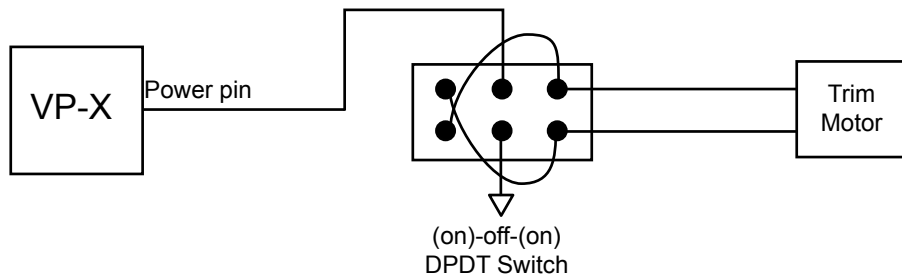 VP-X
Power pin
Trim
Motor
(on)-off-(on)
DPDT Switch